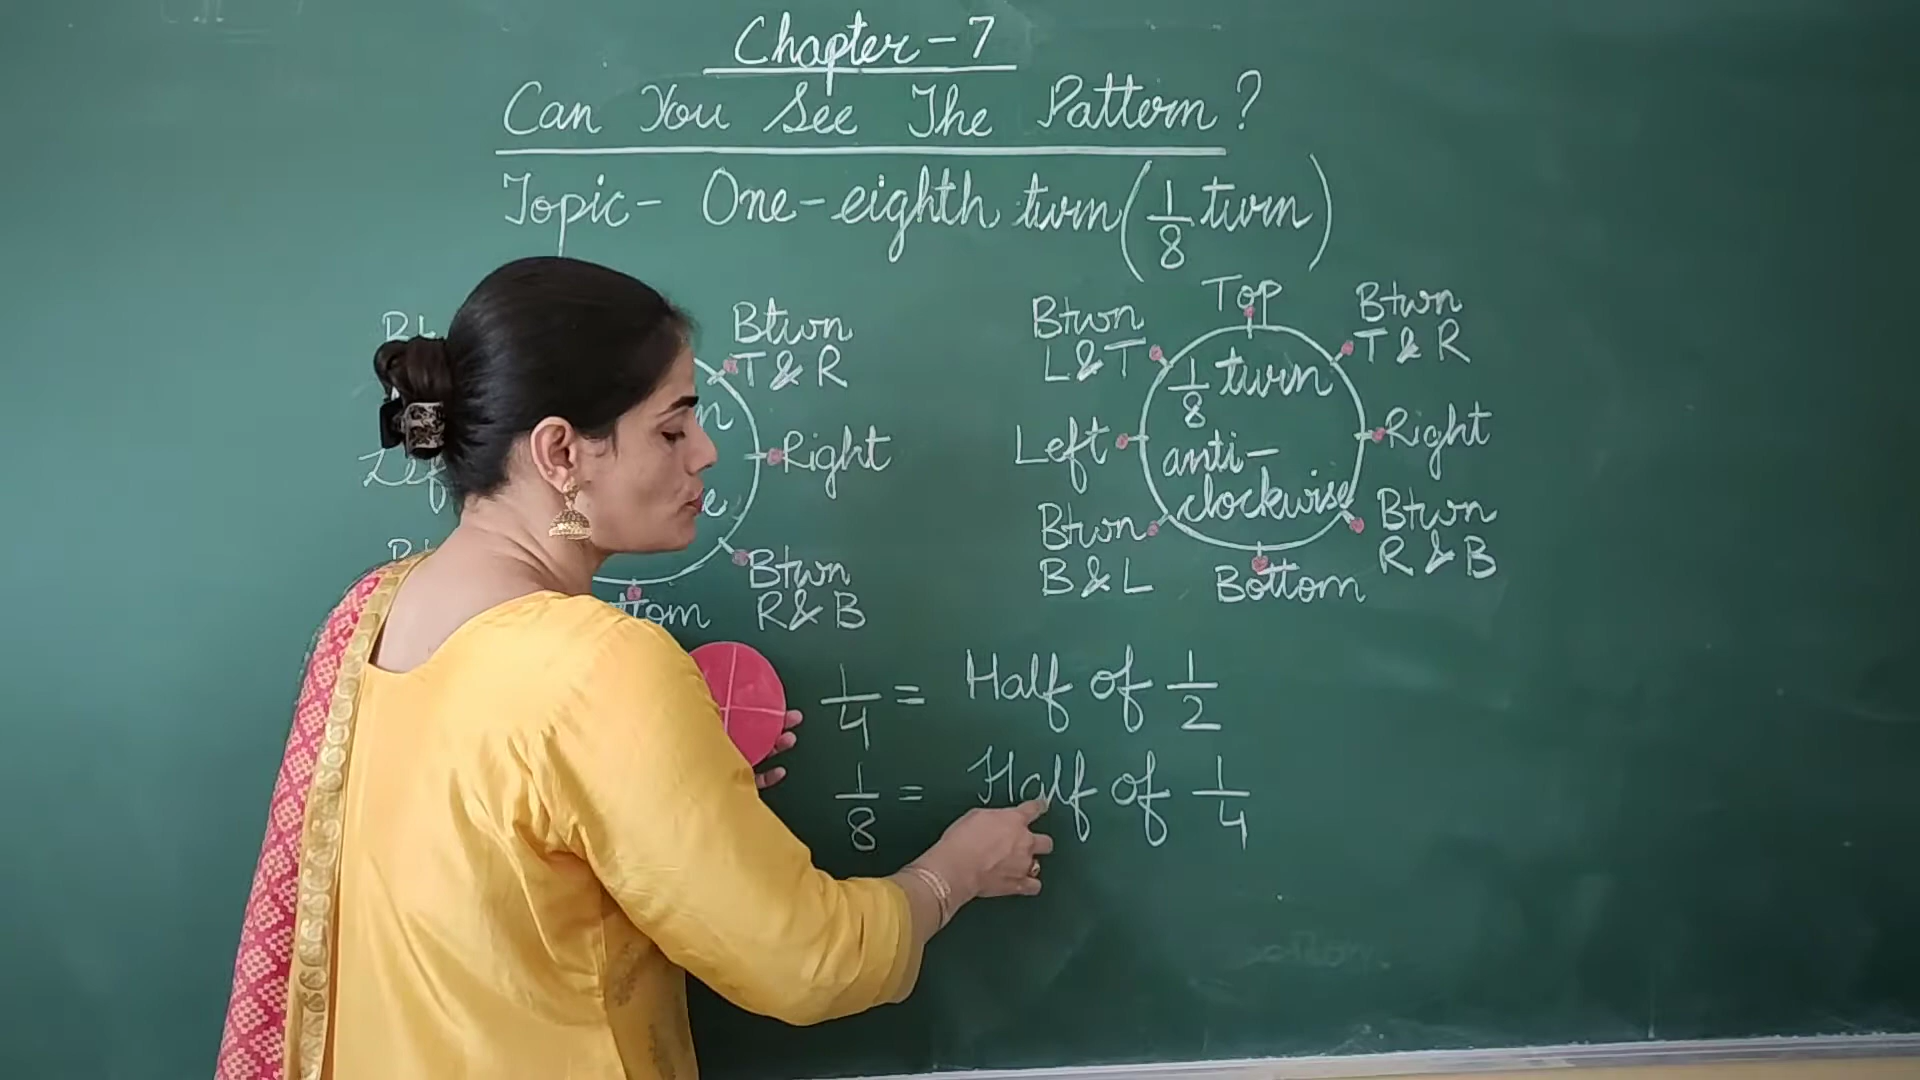 Chapter-7
Can You See The Pattern?
Topic- One-eighth turn (1/8 turn)
Btwn
T & R
Right
Btwn
R & B
Top
Btwn
T & R
Right
Btwn
R & B
Bottom
Btwn
B & L
Left
Btwn
L & T
1/8 turn
anti-
clockwise
1/4 = Half of 1/2
1/8 = Half of 1/4